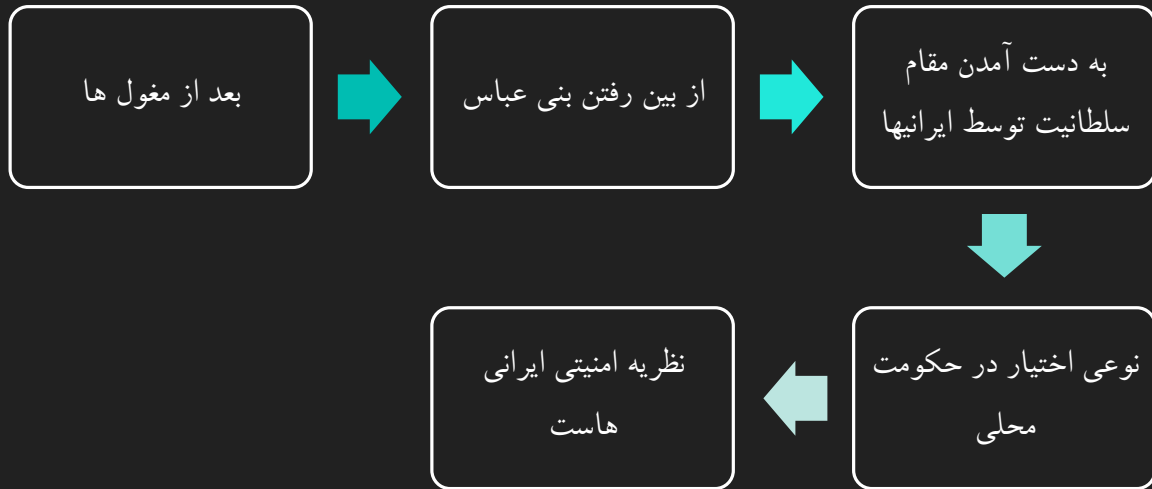 بعد از مغول ها
از بین رفتن بنی عباس
به دست آمدن مقام
سلطانیت توسط ایرانیها
نوعی اختیار در حکومت
محلی
نظریه امنیتی ایرانی
هاست